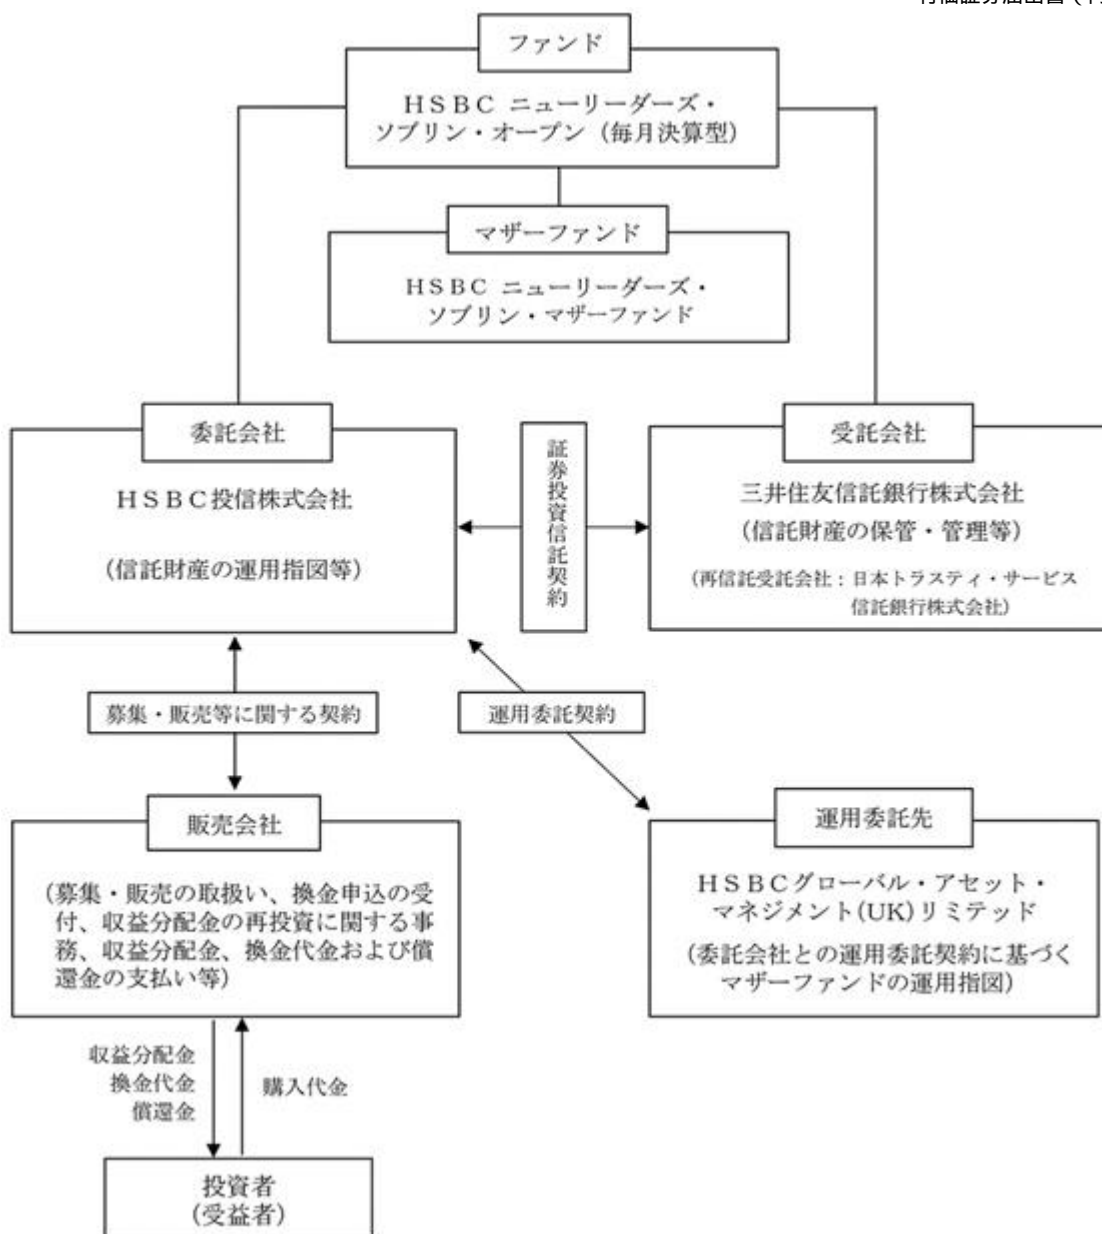 ファンド
HSBC ニューリーダーズ・
ソブリン・オープン (毎月決算型)
マザーファンド
HSBC ニューリーダーズ・
ソブリン・マザーファンド
委託会社
HSBC投信株式会社
(信託財産の運用指図等)
証券投資信託契約
受託会社
三井住友信託銀行株式会社
(信託財産の保管・管理等)
(再信託受託会社：日本トラスティ・サービス
信託銀行株式会社)
募集・販売等に関する契約
運用委託契約
販売会社
(募集・販売の取扱い、換金申込の受
付、収益分配金の再投資に関する事
務、収益分配金、換金代金および償
還金の支払い等)
運用委託先
HSBCグローバル・アセット・
マネジメント(UK)リミテッド
(委託会社との運用委託契約に基づく
マザーファンドの運用指図)
収益分配金
換金代金
償還金
購入代金
投資者
(受益者)